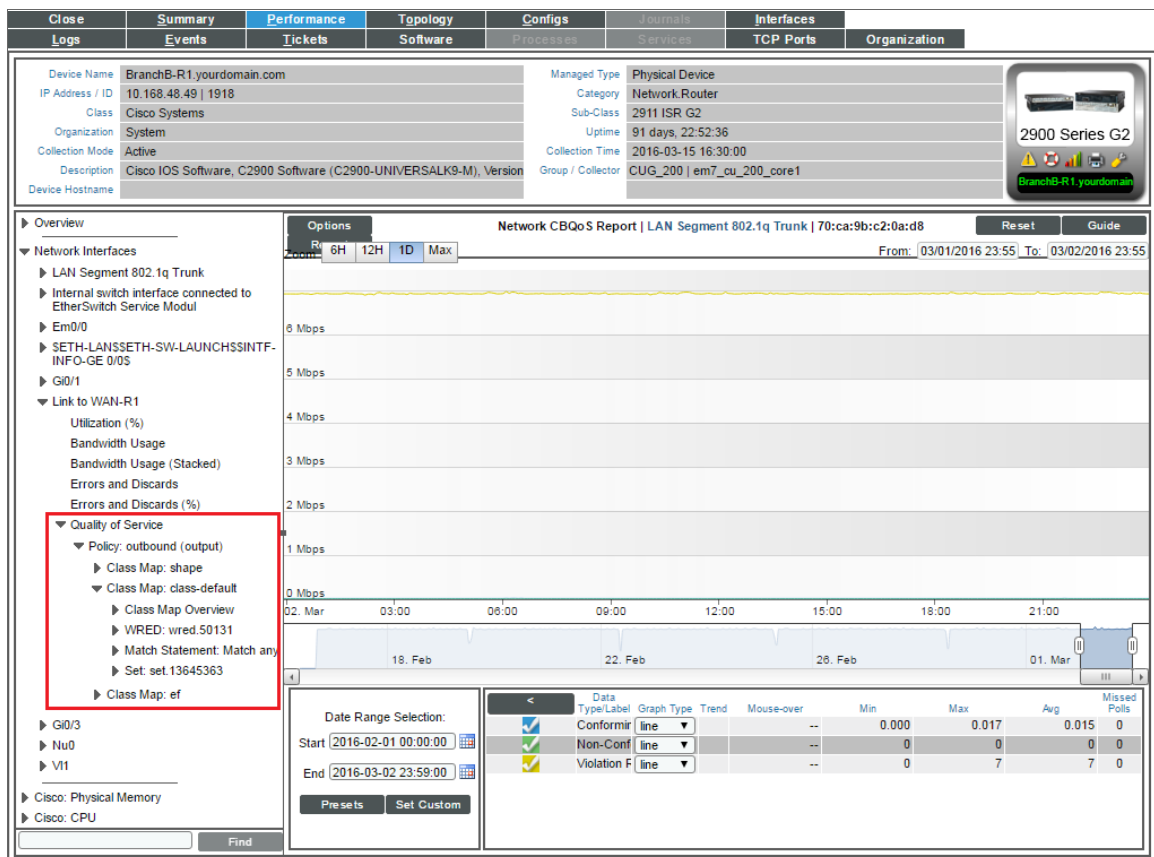 Close Summary Performance Topology Configs Journals Interfaces
Logs Events Tickets Software Processes Services TCP Ports Organization
Device Name BranchB-R1.yourdomain.com Managed Type Physical Device
IP Address / ID 10.168.48.49 | 1918 Category Network.Router
Class Cisco Systems Sub-Class 2911 ISR G2
Organization System Uptime 91 days, 22:52:36
Collection Mode Active Collection Time 2016-03-15 16:30:00
Description Cisco IOS Software, C2900 Software (C2900-UNIVERSALK9-M), Version Group / Collector CUG_200 | em7_cu_200_core1
Device Hostname
2900 Series G2
BranchB-R1.yourdomain
Overview
Network Interfaces
LAN Segment 802.1q Trunk
Internal switch interface connected to
EtherSwitch Service Modul
Em0/0
$ETH-LAN$$ETH-SW-LAUNCH$$INTF-
INFO-GE 0/0$
Gi0/1
Link to WAN-R1
Utilization (%)
Bandwidth Usage
Bandwidth Usage (Stacked)
Errors and Discards
Errors and Discards (%)
Quality of Service
Policy: outbound (output)
Class Map: shape
Class Map: class-default
Class Map Overview
WRED: wred.50131
Match Statement: Match any
Set: set.13645363
Class Map: ef
Gi0/3
Nu0
Vl1
Cisco: Physical Memory
Cisco: CPU
Find
Options Network CBQoS Report | LAN Segment 802.1q Trunk | 70:ca:9b:c2:0a:d8 Reset Guide
Zoom 6H 12H 1D Max From: 03/01/2016 23:55 To: 03/02/2016 23:55
6 Mbps
5 Mbps
4 Mbps
3 Mbps
2 Mbps
1 Mbps
0 Mbps
02. Mar 03:00 06:00 09:00 12:00 15:00 18:00 21:00
18. Feb 22. Feb 26. Feb 01. Mar
Date Range Selection:
Start 2016-02-01 00:00:00
End 2016-03-02 23:59:00
Presets Set Custom
< Data Type/Label Graph Type Trend Mouse-over Min Max Avg Missed Polls
Conformir line -- 0.000 0.017 0.015 0
Non-Conf line -- 0 0 0 0
Violation F line -- 0 7 7 0